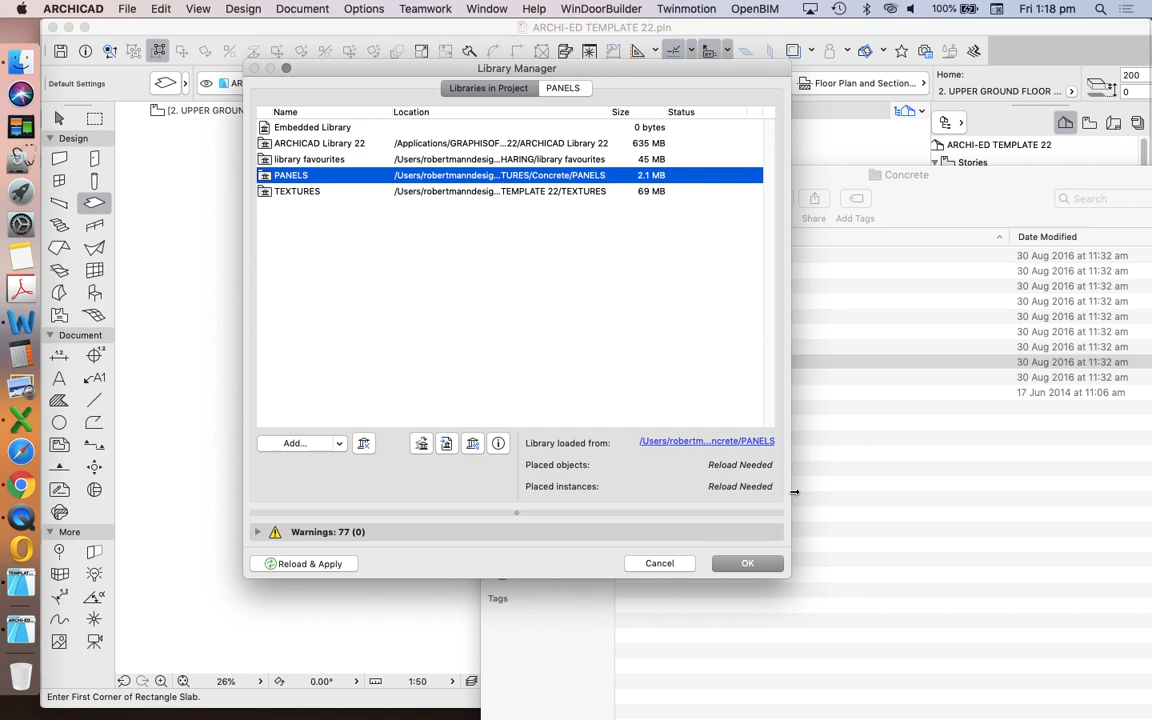 ARCHICAD File Edit View Design Document Options Teamwork Window Help WinDoorBuilder Twinmotion OpenBIM 100% Fri 1:18 pm
ARCHI-ED TEMPLATE 22.pln
Library Manager
Default Settings
AR
Libraries in Project PANELS
Floor Plan and Section...
Home:
2. UPPER GROUND FLOOR ...
200
0
[2. UPPER GROUN
Name Location Size Status
Embedded Library 0 bytes
ARCHICAD Library 22 /Applications/GRAPHISOF...22/ARCHICAD Library 22 635 MB
library favourites /Users/robertmanndesig...HARING/library favourites 45 MB
PANELS /Users/robertmanndesig...TURES/Concrete/PANELS 2.1 MB
TEXTURES /Users/robertmanndesig...TEMPLATE 22/TEXTURES 69 MB
Design
Document
More
ARCHI-ED TEMPLATE 22
Stories
Concrete
Share Add Tags
Search
Date Modified
30 Aug 2016 at 11:32 am
30 Aug 2016 at 11:32 am
30 Aug 2016 at 11:32 am
30 Aug 2016 at 11:32 am
30 Aug 2016 at 11:32 am
30 Aug 2016 at 11:32 am
30 Aug 2016 at 11:32 am
30 Aug 2016 at 11:32 am
30 Aug 2016 at 11:32 am
17 Jun 2014 at 11:06 am
Add...
Library loaded from: /Users/robertm...ncrete/PANELS
Placed objects: Reload Needed
Placed instances: Reload Needed
Warnings: 77 (0)
Reload & Apply Cancel OK
Tags
26% 0.00° 1:50
Enter First Corner of Rectangle Slab.